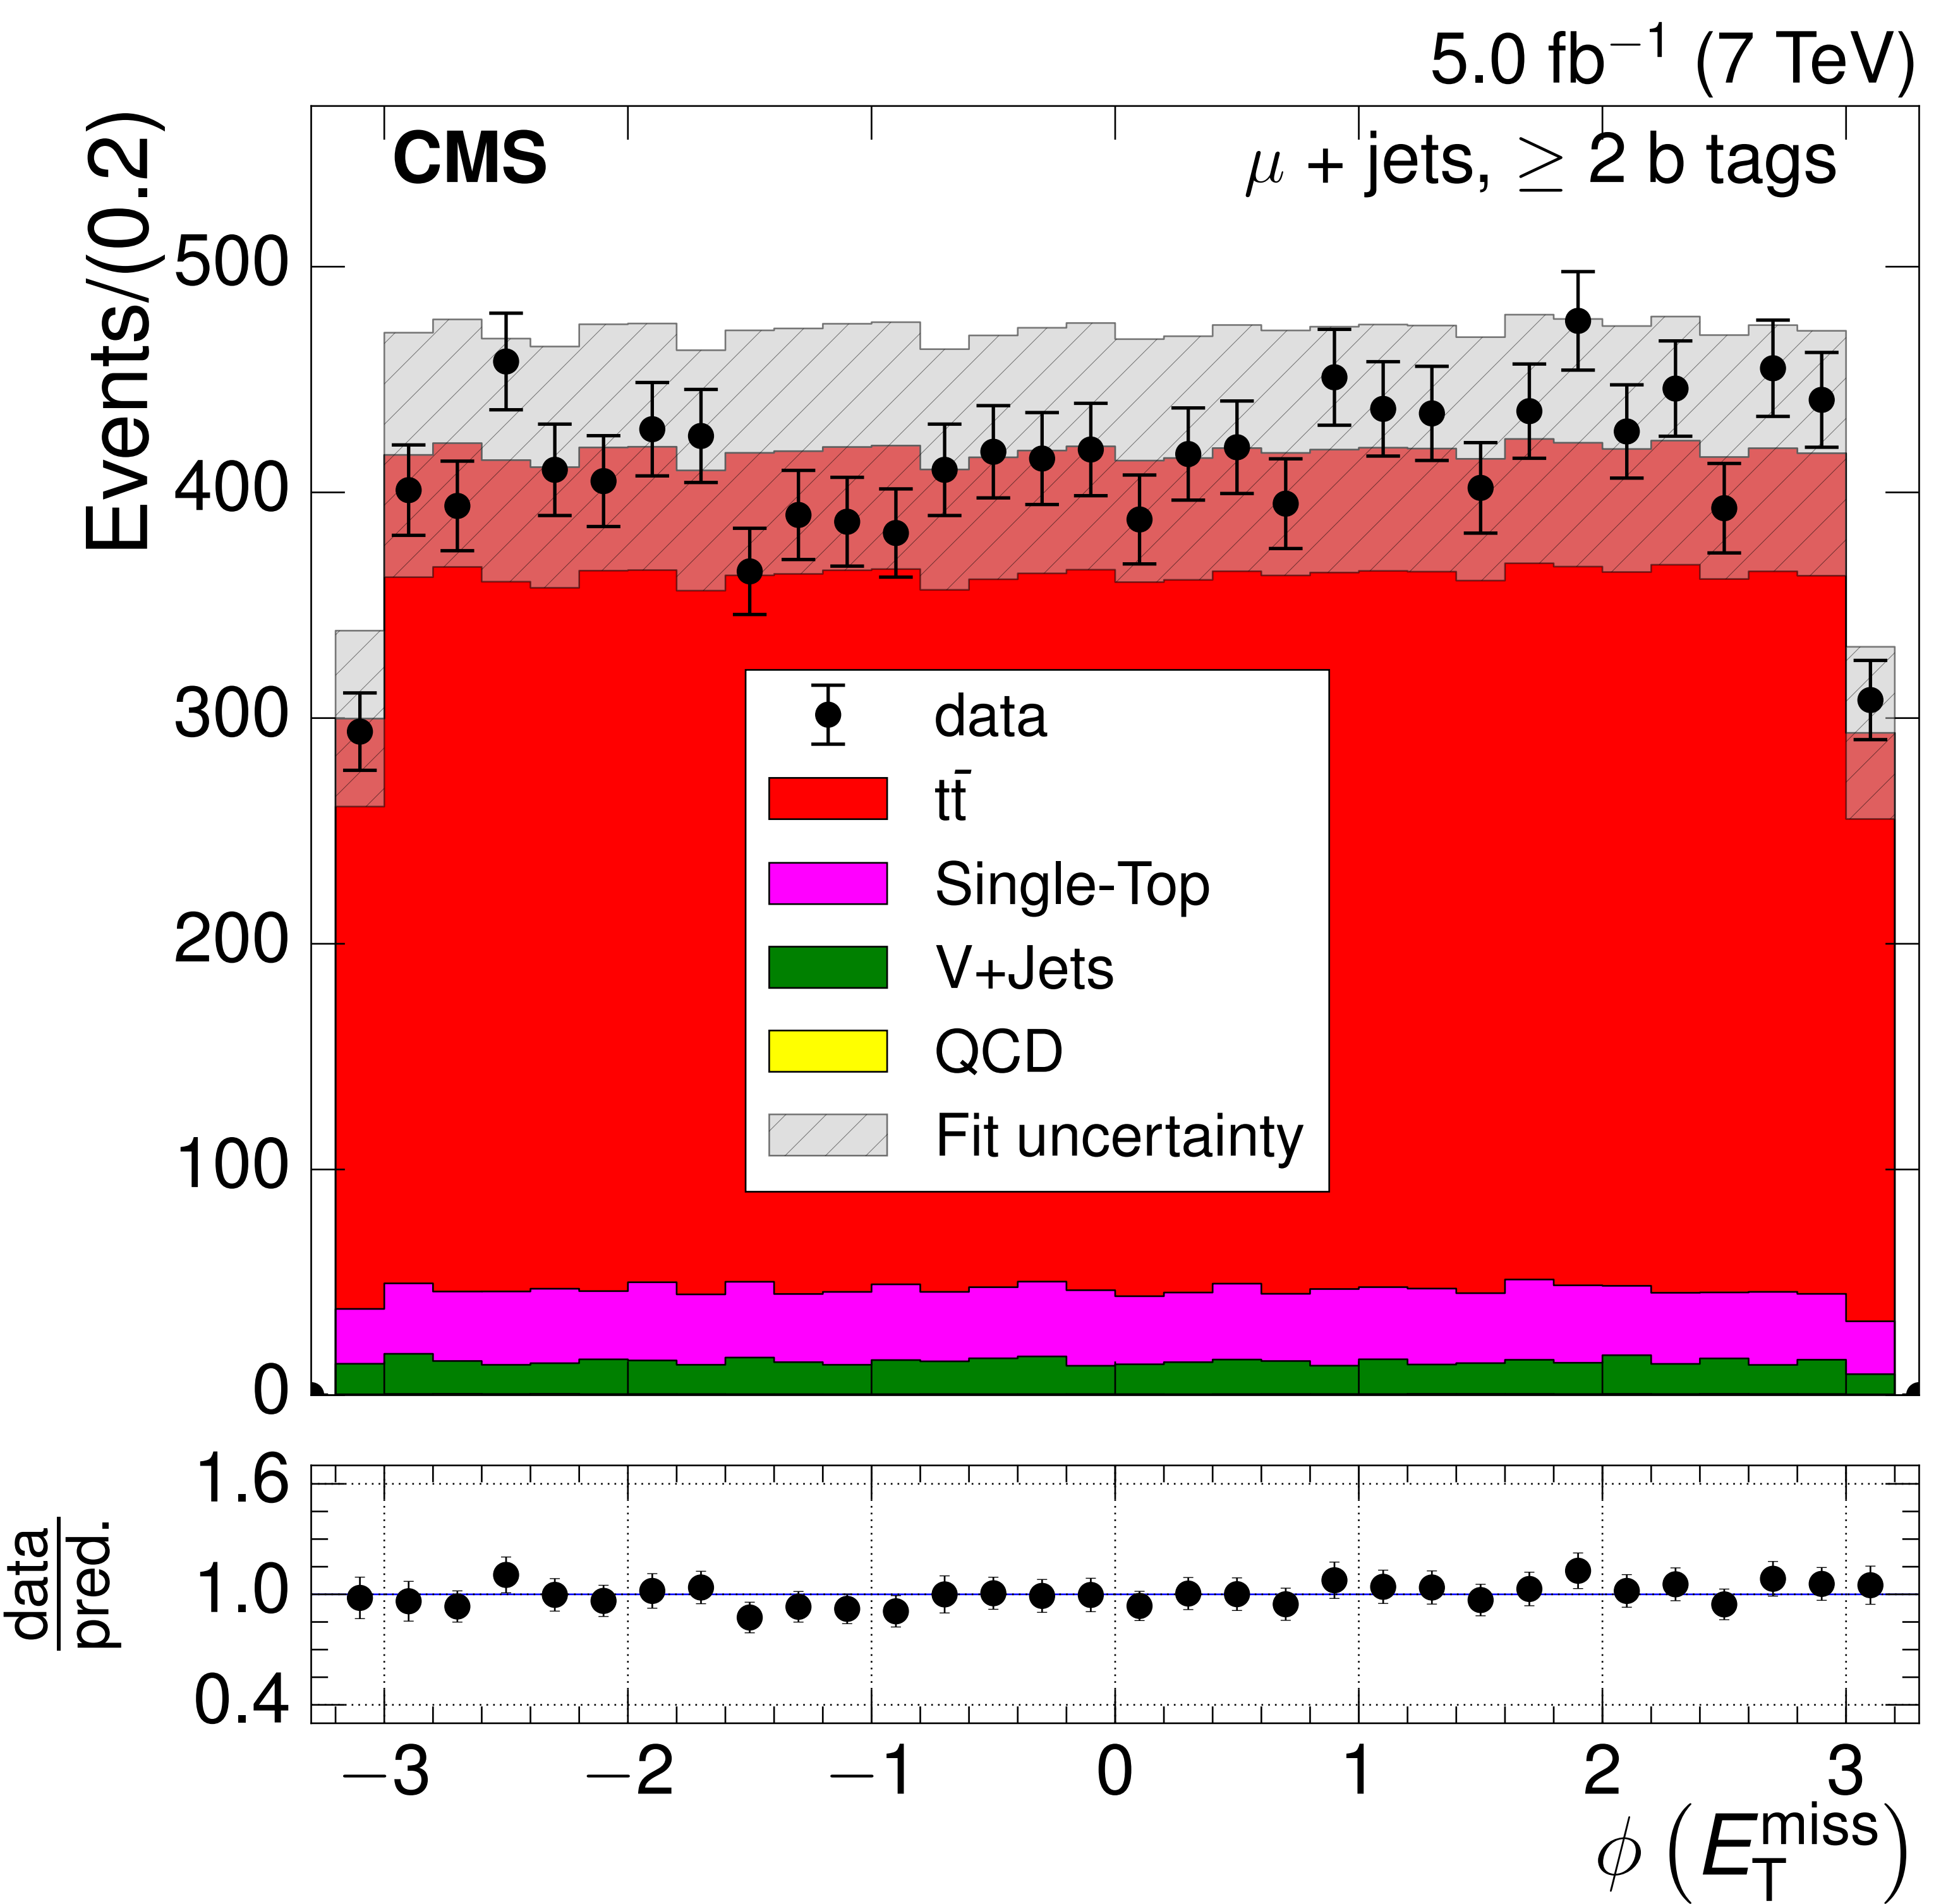 5.0 fb⁻¹ (7 TeV)
CMS
μ + jets, ≥ 2 b tags
Events/(0.2)
500
400
300
200
100
0
data
tt̄
Single-Top
V+Jets
QCD
Fit uncertainty
data
pred.
1.6
1.0
0.4
−3 −2 −1 0 1 2 3
ϕ (E_T^miss)